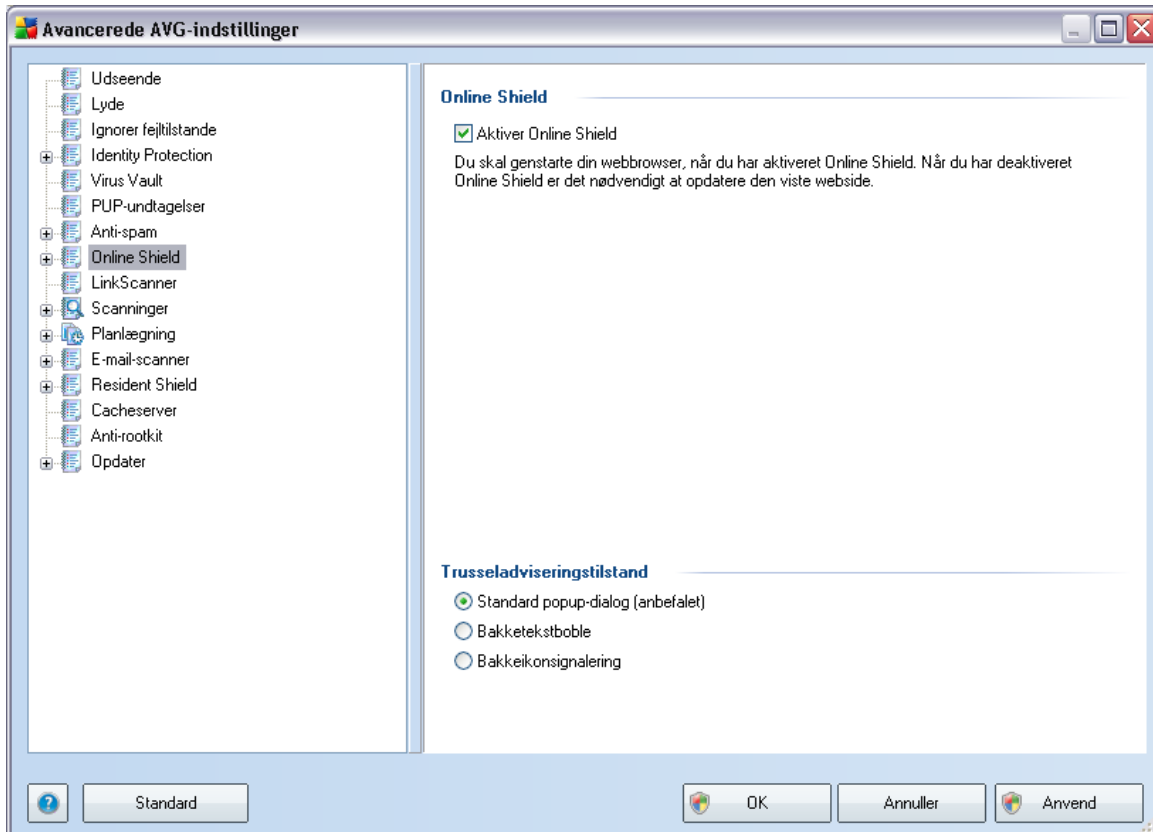 Avancerede AVG-indstillinger
Udseende
Lyde
Ignorer fejltilstande
Identity Protection
Virus Vault
PUP-undtagelser
Anti-spam
Online Shield
LinkScanner
Scanninger
Planlægning
E-mail-scanner
Resident Shield
Cacheserver
Anti-rootkit
Opdater
Online Shield
Aktiver Online Shield
Du skal genstarte din webbrowser, når du har aktiveret Online Shield. Når du har deaktiveret
Online Shield er det nødvendigt at opdatere den viste webside.
Trusseladviseringstilstand
Standard popup-dialog (anbefalet)
Bakketekstboble
Bakkeikonsignalering
?
Standard
OK
Annuller
Anvend